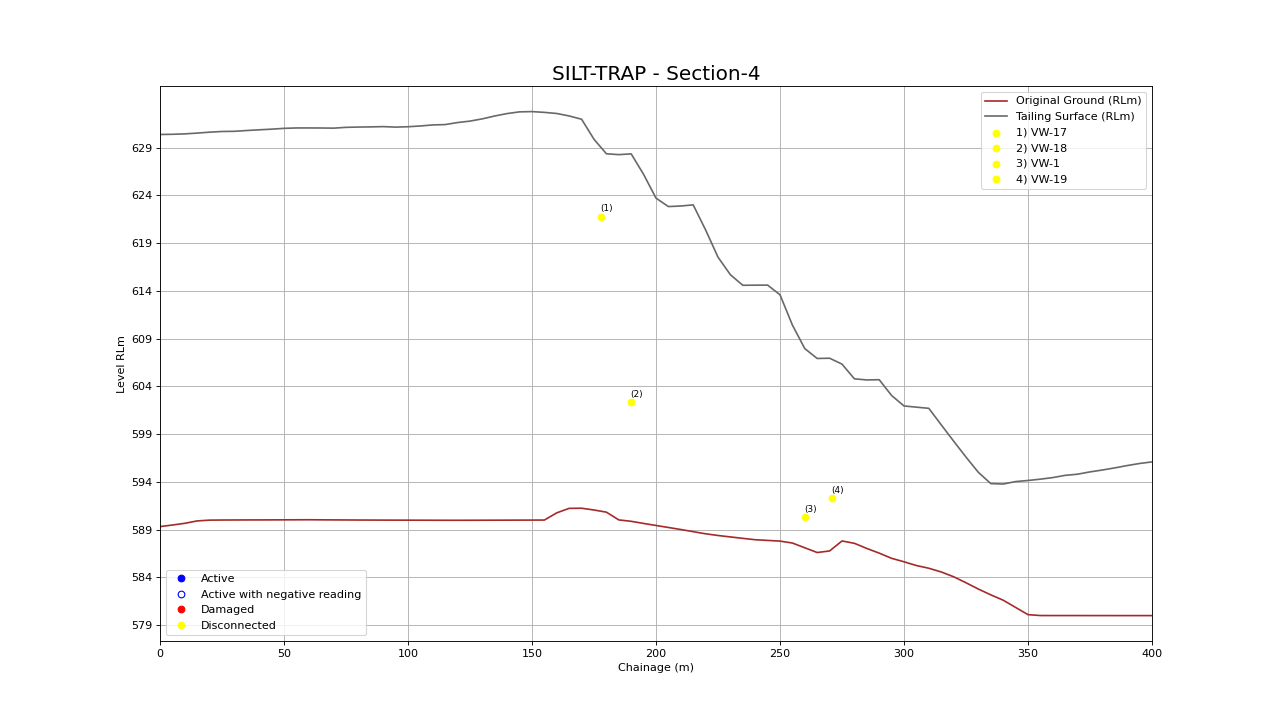 SILT-TRAP - Section-4
Original Ground (RLm)
Tailing Surface (RLm)
1) VW-17
2) VW-18
3) VW-1
4) VW-19
629
624
619
614
609
604
599
594
589
584
579
Level RLm
(1)
(2)
(3)
(4)
Active
Active with negative reading
Damaged
Disconnected
0
50
100
150
200
250
300
350
400
Chainage (m)